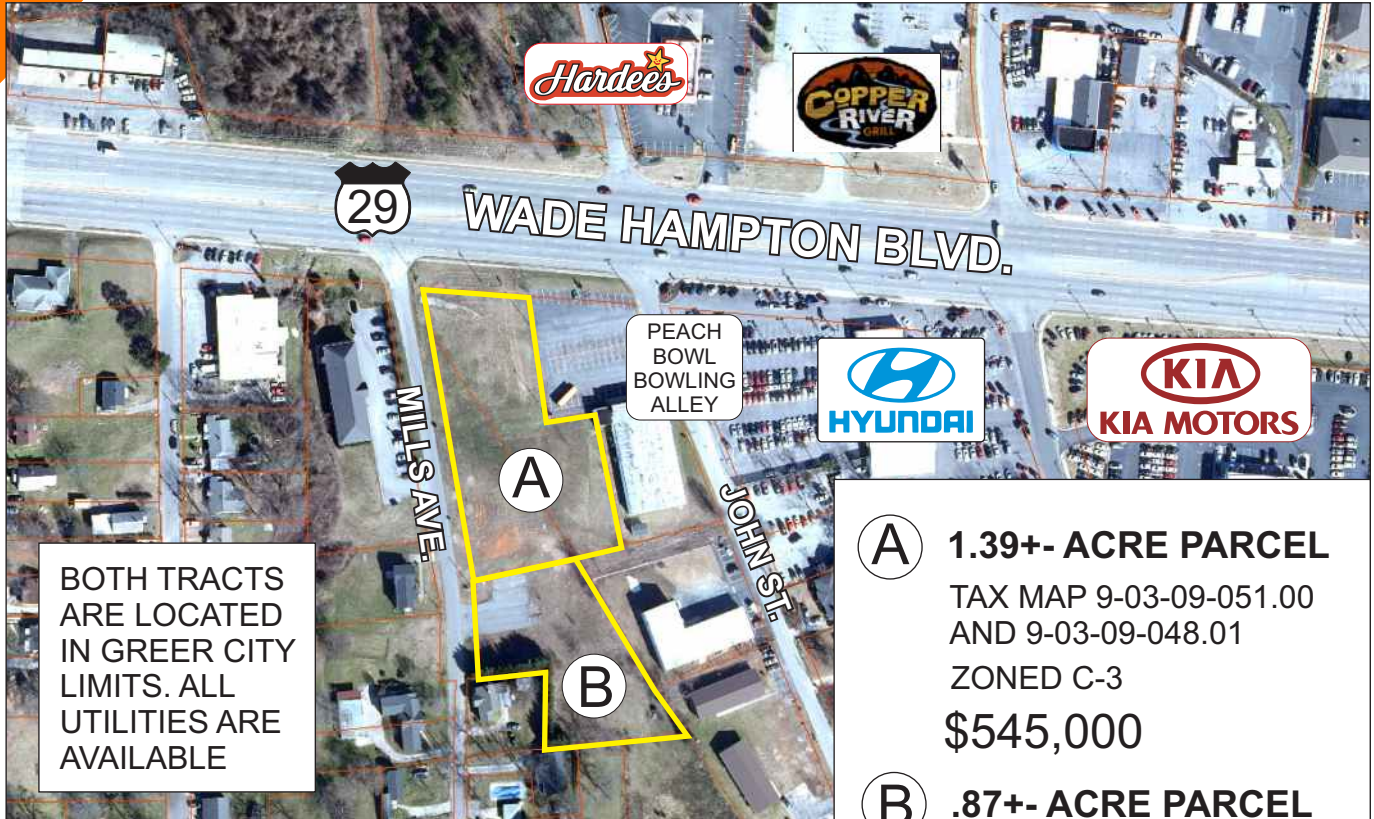 Hardee's
COPPER
RIVER
GRILL
29
WADE HAMPTON BLVD.
PEACH
BOWL
BOWLING
ALLEY
HYUNDAI
KIA
KIA MOTORS
MILLS AVE.
JOHN ST.
A
B
BOTH TRACTS
ARE LOCATED
IN GREER CITY
LIMITS. ALL
UTILITIES ARE
AVAILABLE
A 1.39+- ACRE PARCEL
TAX MAP 9-03-09-051.00
AND 9-03-09-048.01
ZONED C-3
$545,000
B .87+- ACRE PARCEL